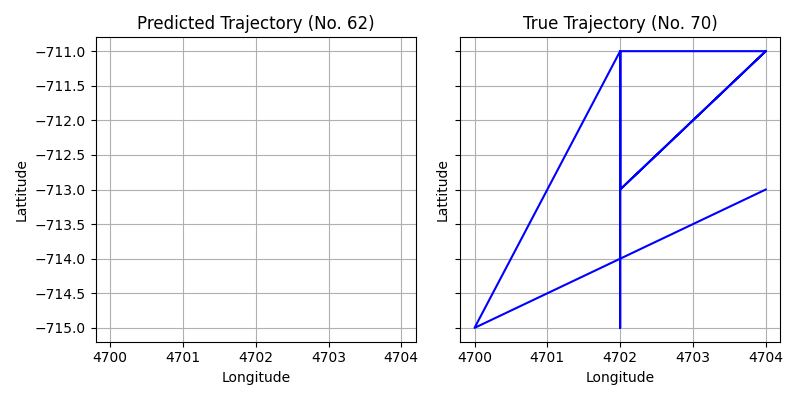 Predicted Trajectory (No. 62)
−711.0
−711.5
−712.0
−712.5
−713.0
−713.5
−714.0
−714.5
−715.0
Lattitude
4700 4701 4702 4703 4704
Longitude
True Trajectory (No. 70)
Lattitude
4700 4701 4702 4703 4704
Longitude